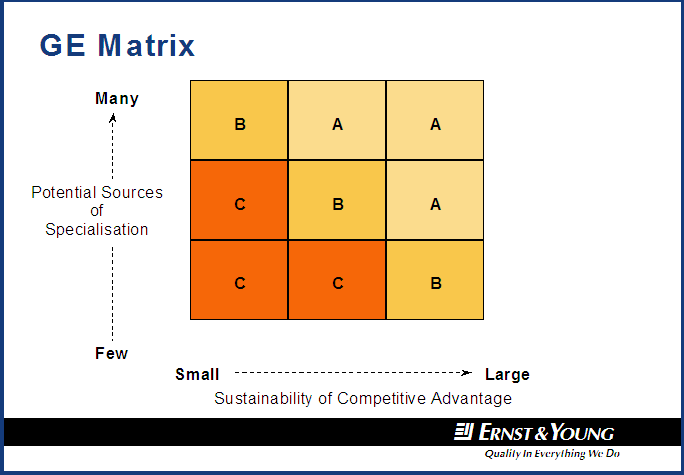 GE Matrix
Many
B A A
Potential Sources
of
Specialisation
C B A
C C B
Few
Small Large
Sustainability of Competitive Advantage
ERNST & YOUNG
Quality In Everything We Do